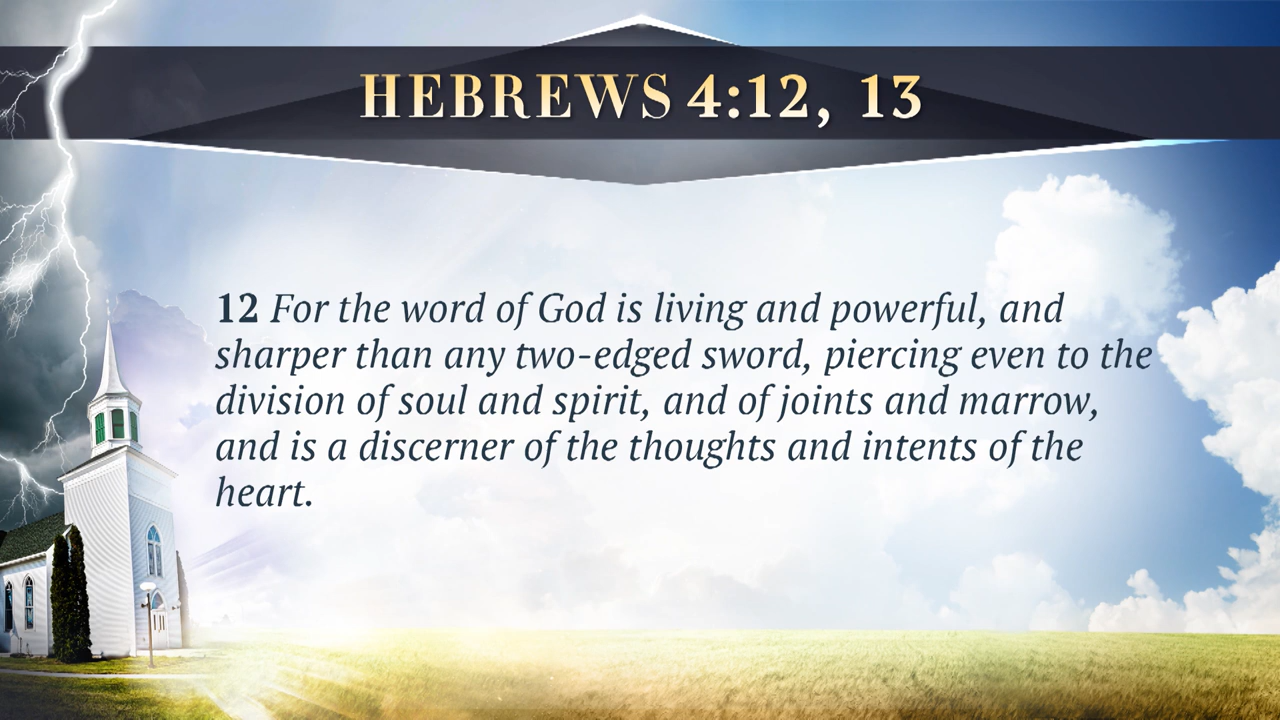 HEBREWS 4:12, 13
12 For the word of God is living and powerful, and
sharper than any two-edged sword, piercing even to the
division of soul and spirit, and of joints and marrow,
and is a discerner of the thoughts and intents of the
heart.